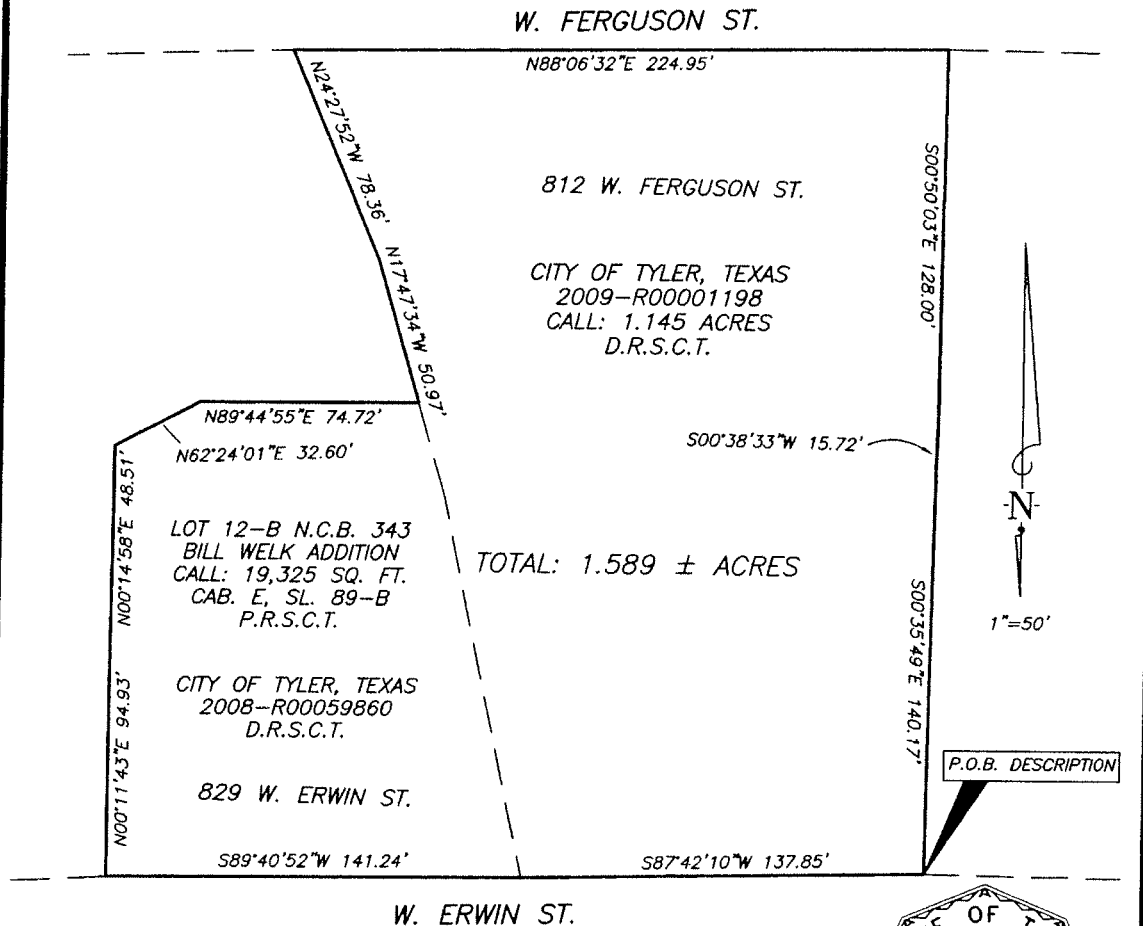 W. FERGUSON ST.
N88°06'32"E 224.95'
N24°27'52"W 78.36'
S00°50'03"E 128.00'
812 W. FERGUSON ST.
CITY OF TYLER, TEXAS
2009-R00001198
CALL: 1.145 ACRES
D.R.S.C.T.
N17°47'34"W 50.97'
N89°44'55"E 74.72'
N62°24'01"E 32.60'
S00°38'33"W 15.72'
N
1"=50'
N00°14'58"E 48.51'
LOT 12-B N.C.B. 343
BILL WELK ADDITION
CALL: 19,325 SQ. FT.
CAB. E, SL. 89-B
P.R.S.C.T.
TOTAL: 1.589 ± ACRES
S00°35'49"E 140.17'
CITY OF TYLER, TEXAS
2008-R00059860
D.R.S.C.T.
N00°11'43"E 94.93'
829 W. ERWIN ST.
P.O.B. DESCRIPTION
S89°40'52"W 141.24'
S87°42'10"W 137.85'
W. ERWIN ST.
OF